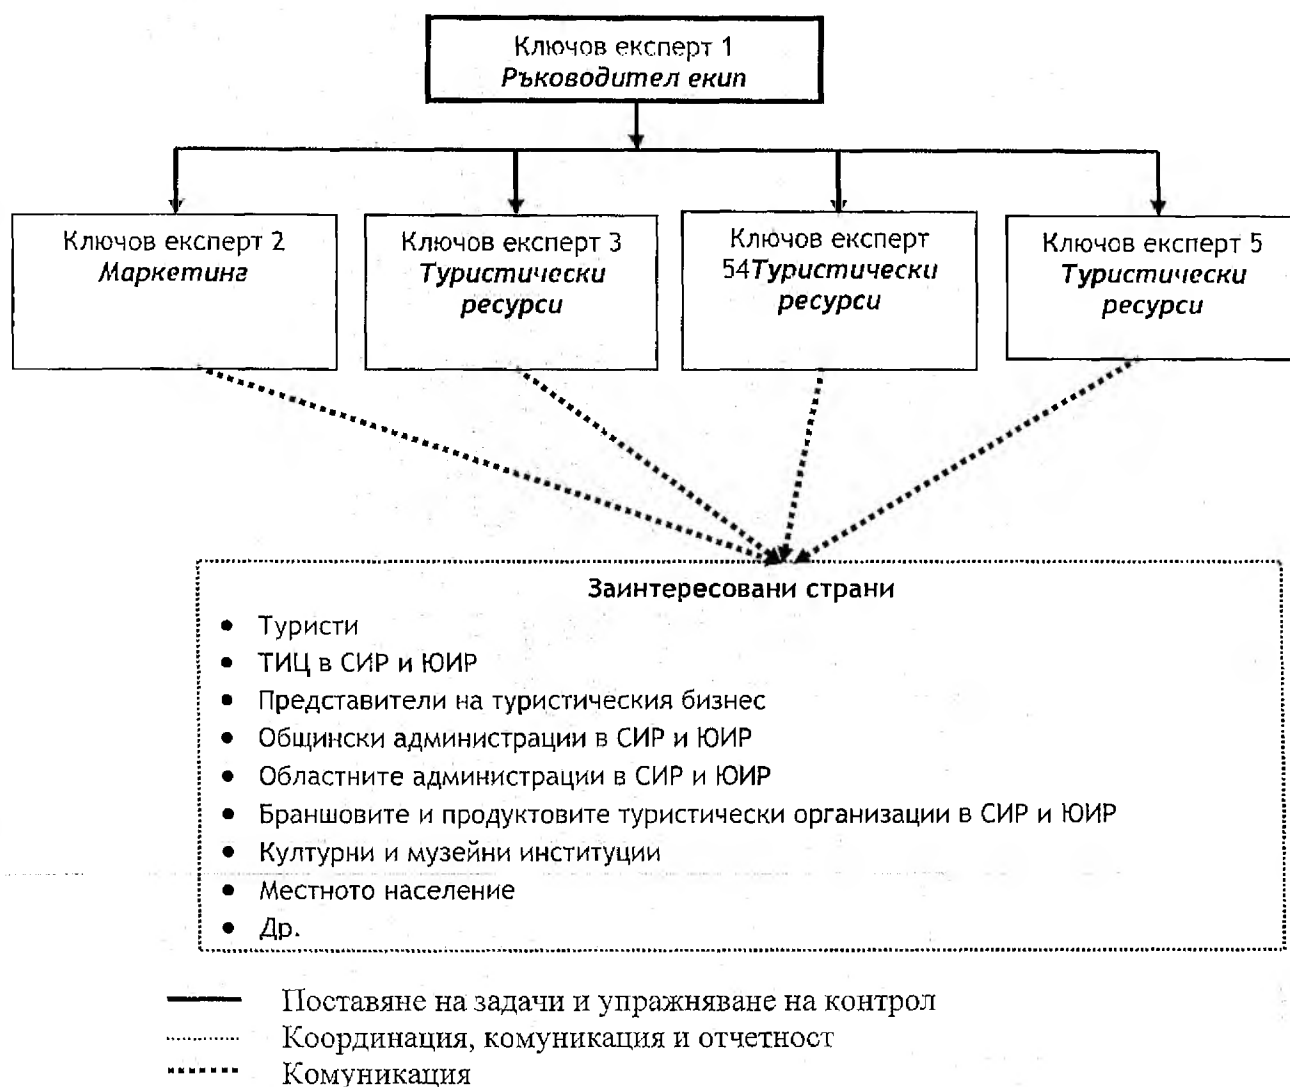 Ключов експерт 1
Ръководител екип
Ключов експерт 2
Маркетинг
Ключов експерт 3
Туристически
ресурси
Ключов експерт
54Туристически
ресурси
Ключов експерт 5
Туристически
ресурси
Заинтересовани страни
• Туристи
• ТИЦ в СИР и ЮИР
• Представители на туристическия бизнес
• Общински администрации в СИР и ЮИР
• Областните администрации в СИР и ЮИР
• Браншовите и продуктовите туристически организации в СИР и ЮИР
• Културни и музейни институции
• Местното население
• Др.
Поставяне на задачи и упражняване на контрол
Координация, комуникация и отчетност
Комуникация